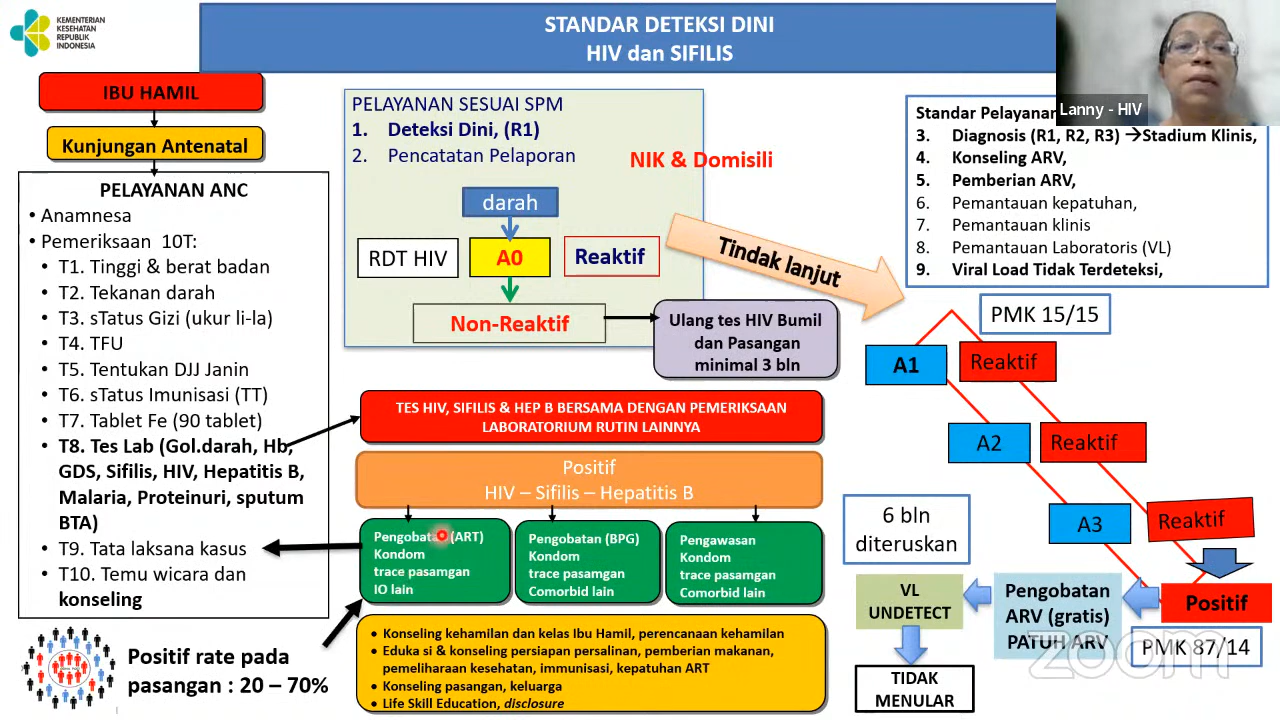 KEMENTERIAN
KESEHATAN
REPUBLIK
INDONESIA
STANDAR DETEKSI DINI
HIV dan SIFILIS
Lanny - HIV
IBU HAMIL
Kunjungan Antenatal
PELAYANAN ANC
• Anamnesa
• Pemeriksaan 10T:
• T1. Tinggi & berat badan
• T2. Tekanan darah
• T3. sTatus Gizi (ukur li-la)
• T4. TFU
• T5. Tentukan DJJ Janin
• T6. sTatus Imunisasi (TT)
• T7. Tablet Fe (90 tablet)
• T8. Tes Lab (Gol.darah, Hb,
GDS, Sifilis, HIV, Hepatitis B,
Malaria, Proteinuri, sputum
BTA)
• T9. Tata laksana kasus
• T10. Temu wicara dan
konseling
Positif rate pada
pasangan : 20 – 70%
PELAYANAN SESUAI SPM
1. Deteksi Dini, (R1)
2. Pencatatan Pelaporan
NIK & Domisili
darah
RDT HIV
A0
Reaktif
Non-Reaktif
Ulang tes HIV Bumil
dan Pasangan
minimal 3 bln
Tindak lanjut
TES HIV, SIFILIS & HEP B BERSAMA DENGAN PEMERIKSAAN
LABORATORIUM RUTIN LAINNYA
Positif
HIV – Sifilis – Hepatitis B
Pengobatan (ART)
Kondom
trace pasamgan
IO lain
Pengobatan (BPG)
Kondom
trace pasamgan
Comorbid lain
Pengawasan
Kondom
trace pasamgan
Comorbid lain
• Konseling kehamilan dan kelas Ibu Hamil, perencanaan kehamilan
• Eduka si & konseling persiapan persalinan, pemberian makanan,
pemeliharaan kesehatan, immunisasi, kepatuhan ART
• Konseling pasangan, keluarga
• Life Skill Education, disclosure
Standar Pelayanan
3. Diagnosis (R1, R2, R3) →Stadium Klinis,
4. Konseling ARV,
5. Pemberian ARV,
6. Pemantauan kepatuhan,
7. Pemantauan klinis
8. Pemantauan Laboratoris (VL)
9. Viral Load Tidak Terdeteksi,
PMK 15/15
A1
Reaktif
A2
Reaktif
A3
Reaktif
6 bln
diteruskan
Positif
Pengobatan
ARV (gratis)
PATUH ARV
PMK 87/14
VL
UNDETECT
TIDAK
MENULAR
zoom